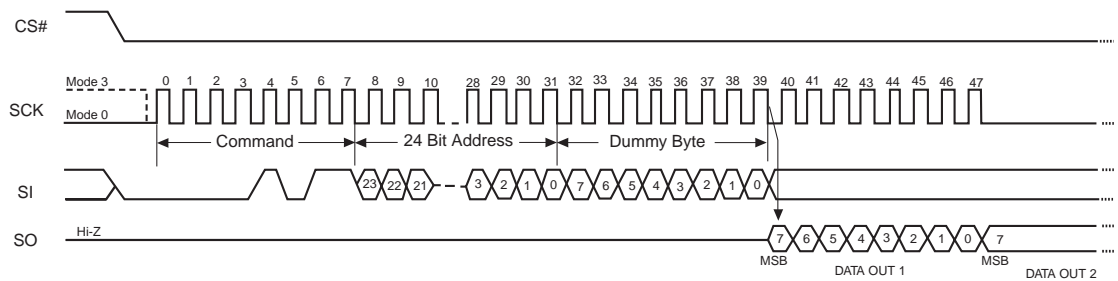 CS#
Mode 3
0 1 2 3 4 5 6 7 8 9 10 28 29 30 31 32 33 34 35 36 37 38 39 40 41 42 43 44 45 46 47
SCK
Mode 0
Command 24 Bit Address Dummy Byte
SI
23 22 21 3 2 1 0 7 6 5 4 3 2 1 0
SO
Hi-Z
7 6 5 4 3 2 1 0 7
MSB MSB
DATA OUT 1 DATA OUT 2